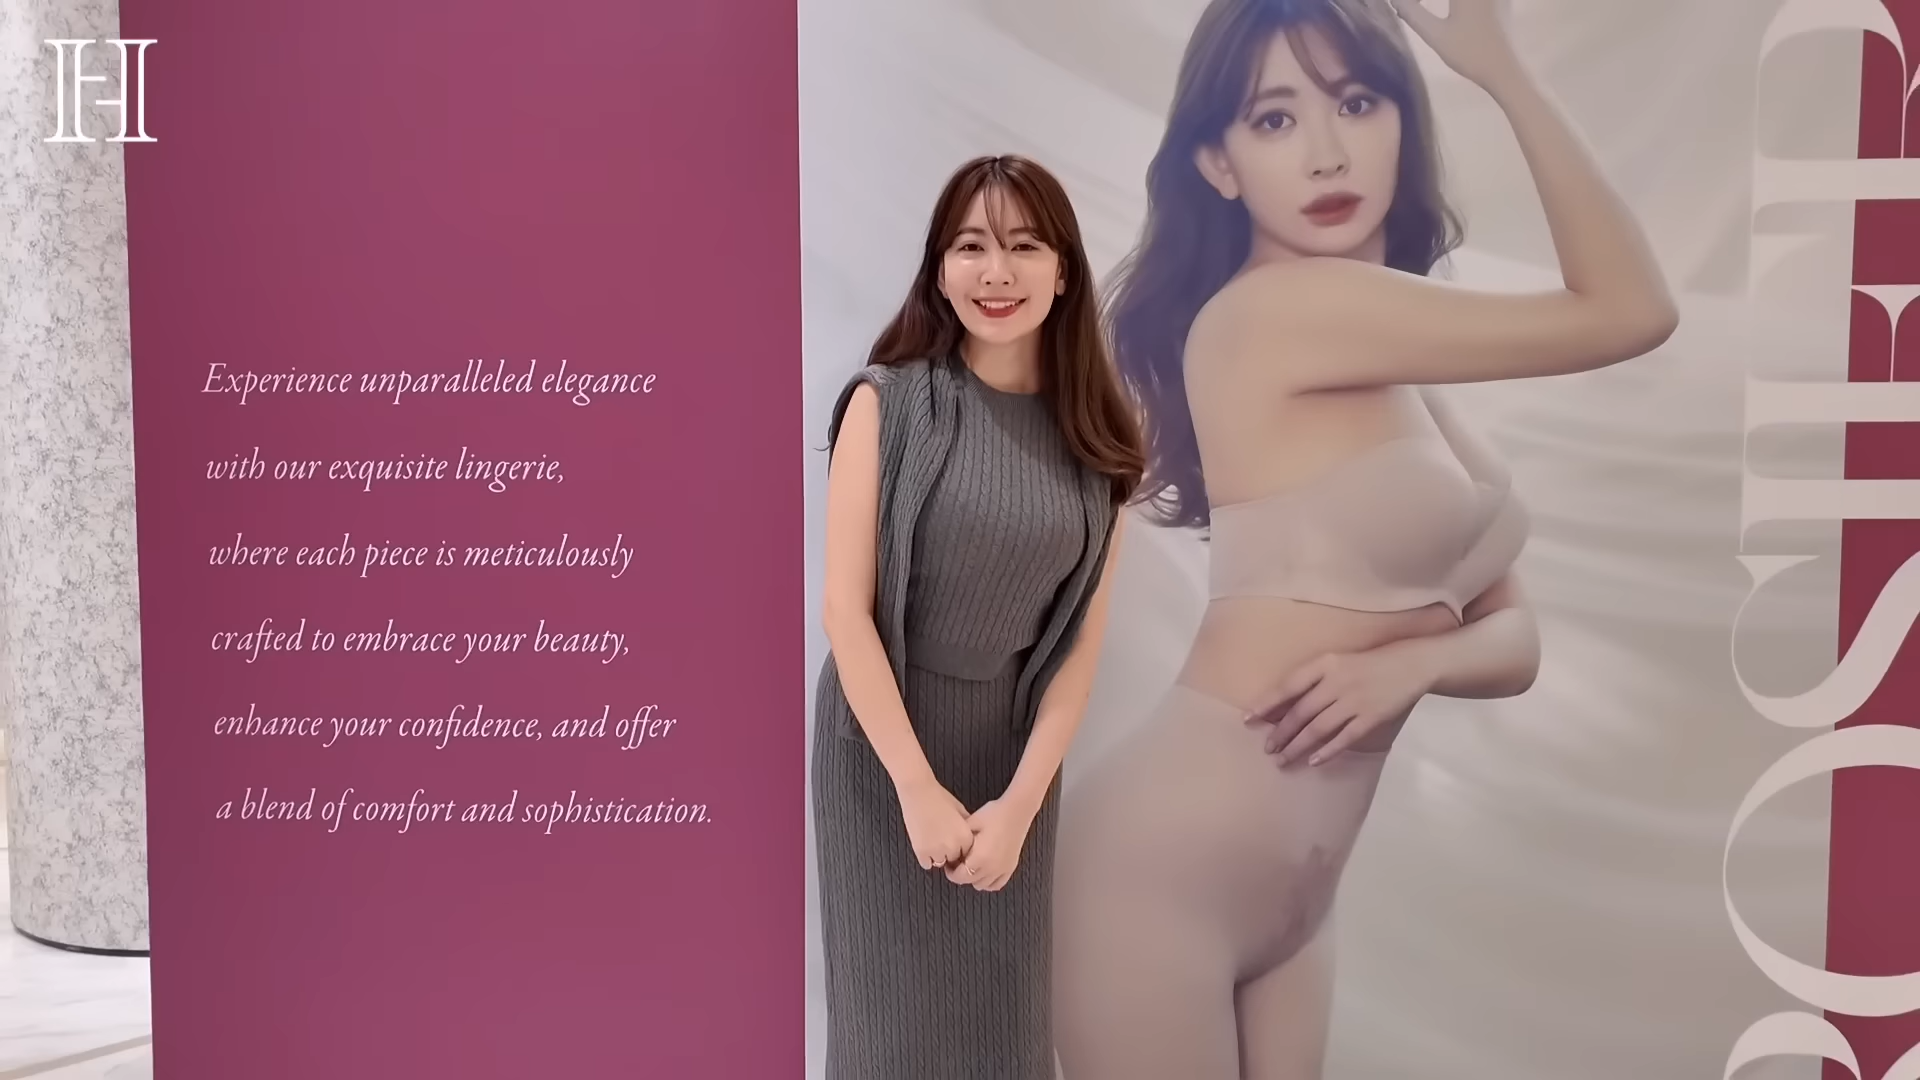 H
Experience unparalleled elegance
with our exquisite lingerie,
where each piece is meticulously
crafted to embrace your beauty,
enhance your confidence, and offer
a blend of comfort and sophistication.